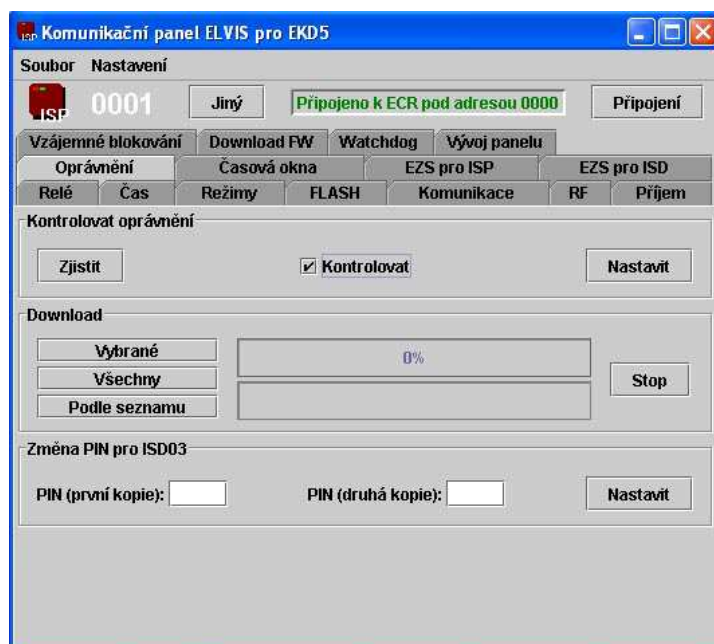 ISP Komunikační panel ELVIS pro EKD5
Soubor Nastavení
ISP 0001 Jiný Připojeno k ECR pod adresou 0000 Připojení
Vzájemné blokování Download FW Watchdog Vývoj panelu
Oprávnění Časová okna EZS pro ISP EZS pro ISD
Relé Čas Režimy FLASH Komunikace RF Příjem
Kontrolovat oprávnění
Zjistit Kontrolovat Nastavit
Download
Vybrané 0%
Všechny Stop
Podle seznamu
Změna PIN pro ISD03
PIN (první kopie): PIN (druhá kopie): Nastavit